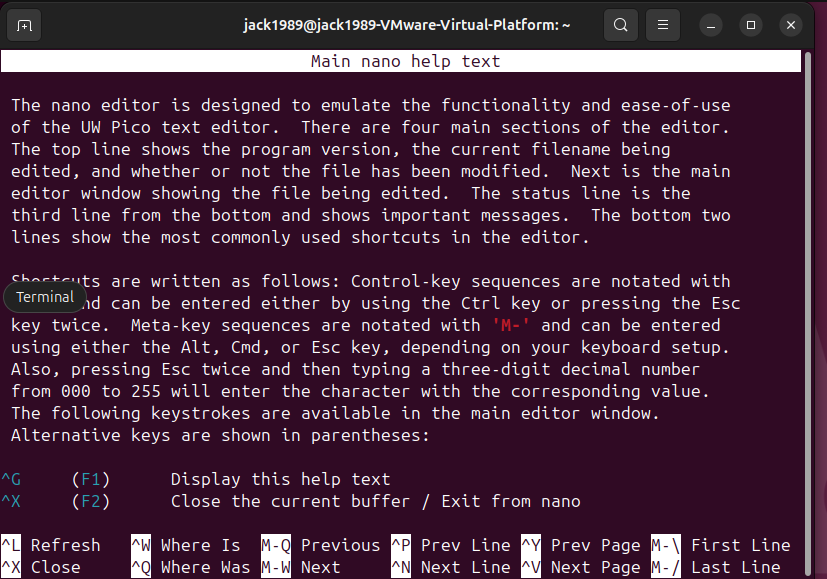 jack1989@jack1989-VMware-Virtual-Platform: ~
Main nano help text
The nano editor is designed to emulate the functionality and ease-of-use
of the UW Pico text editor.  There are four main sections of the editor.
The top line shows the program version, the current filename being
edited, and whether or not the file has been modified.  Next is the main
editor window showing the file being edited.  The status line is the
third line from the bottom and shows important messages.  The bottom two
lines show the most commonly used shortcuts in the editor.
Shortcuts are written as follows: Control-key sequences are notated with
Terminal
and can be entered either by using the Ctrl key or pressing the Esc
key twice.  Meta-key sequences are notated with 'M-' and can be entered
using either the Alt, Cmd, or Esc key, depending on your keyboard setup.
Also, pressing Esc twice and then typing a three-digit decimal number
from 000 to 255 will enter the character with the corresponding value.
The following keystrokes are available in the main editor window.
Alternative keys are shown in parentheses:
^G     (F1)      Display this help text
^X     (F2)      Close the current buffer / Exit from nano
^L Refresh   ^W Where Is  M-Q Previous ^P Prev Line ^Y Prev Page M-\ First Line
^X Close     ^Q Where Was M-W Next     ^N Next Line ^V Next Page M-/ Last Line